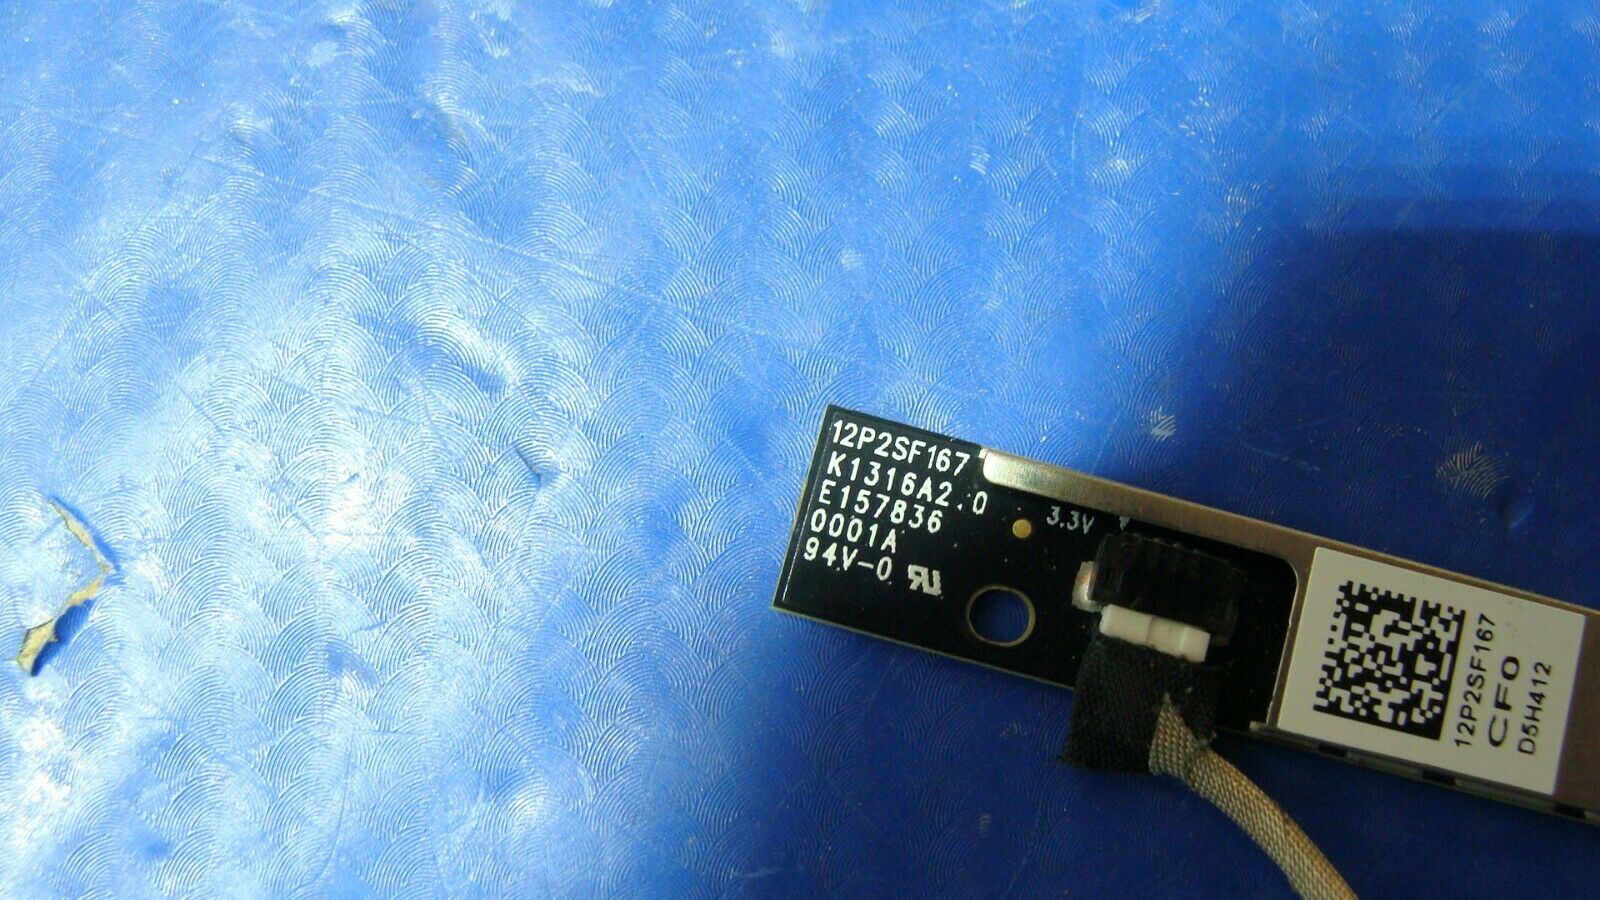 12P2SF167
K1316A2.0
E157836
0001A
94V-0
3.3V
12P2SF167
CF0
D5H412